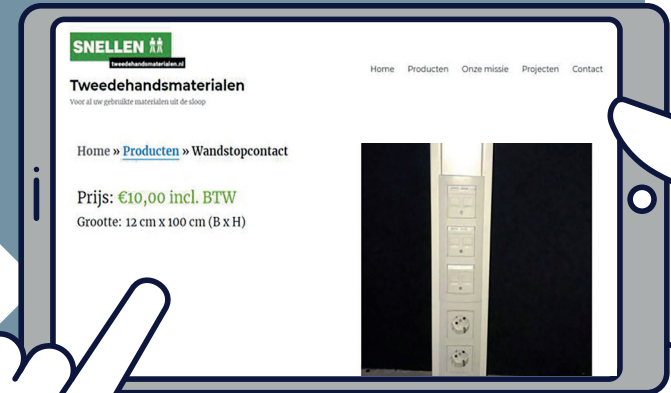 SNELLEN
tweedehandsmaterialen.nl
Tweedehandsmaterialen
Voor al uw gebruikte materialen uit de sloop
Home Producten Onze missie Projecten Contact
Home » Producten » Wandstopcontact
Prijs: €10,00 incl. BTW
Grootte: 12 cm x 100 cm (B x H)